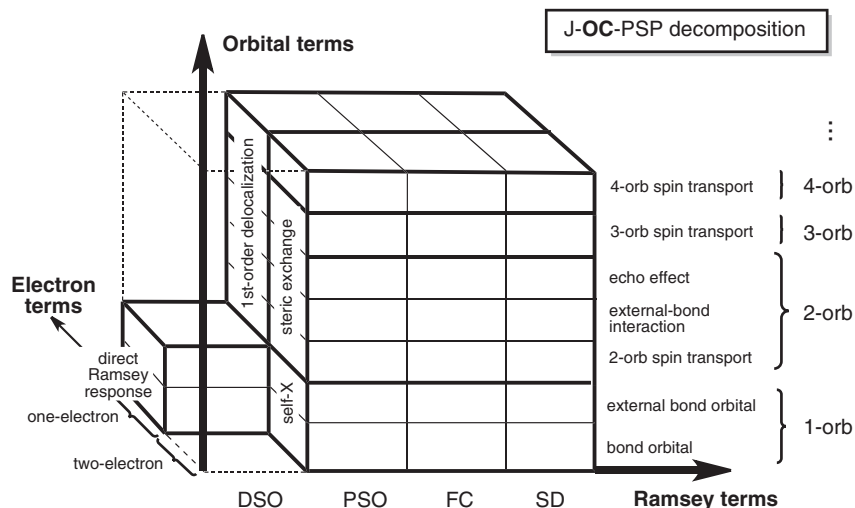 J-OC-PSP decomposition
Orbital terms
Electron
terms
1st-order delocalization
steric exchange
self-X
direct
Ramsey
response
one-electron
two-electron
4-orb spin transport
4-orb
3-orb spin transport
3-orb
echo effect
external-bond
interaction
2-orb
2-orb spin transport
external bond orbital
1-orb
bond orbital
DSO
PSO
FC
SD
Ramsey terms